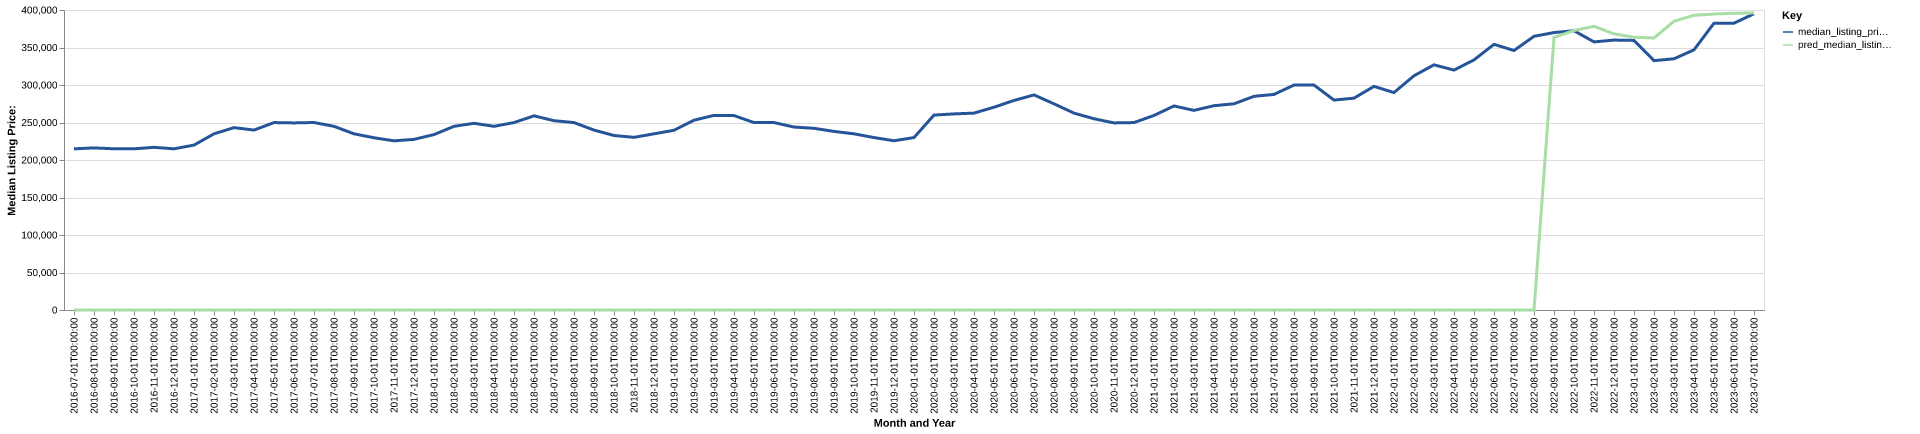 400,000
350,000
300,000
250,000
200,000
150,000
100,000
50,000
0
Median Listing Price:
2016-07-01T00:00:00
2016-08-01T00:00:00
2016-09-01T00:00:00
2016-10-01T00:00:00
2016-11-01T00:00:00
2016-12-01T00:00:00
2017-01-01T00:00:00
2017-02-01T00:00:00
2017-03-01T00:00:00
2017-04-01T00:00:00
2017-05-01T00:00:00
2017-06-01T00:00:00
2017-07-01T00:00:00
2017-08-01T00:00:00
2017-09-01T00:00:00
2017-10-01T00:00:00
2017-11-01T00:00:00
2017-12-01T00:00:00
2018-01-01T00:00:00
2018-02-01T00:00:00
2018-03-01T00:00:00
2018-04-01T00:00:00
2018-05-01T00:00:00
2018-06-01T00:00:00
2018-07-01T00:00:00
2018-08-01T00:00:00
2018-09-01T00:00:00
2018-10-01T00:00:00
2018-11-01T00:00:00
2018-12-01T00:00:00
2019-01-01T00:00:00
2019-02-01T00:00:00
2019-03-01T00:00:00
2019-04-01T00:00:00
2019-05-01T00:00:00
2019-06-01T00:00:00
2019-07-01T00:00:00
2019-08-01T00:00:00
2019-09-01T00:00:00
2019-10-01T00:00:00
2019-11-01T00:00:00
2019-12-01T00:00:00
2020-01-01T00:00:00
2020-02-01T00:00:00
2020-03-01T00:00:00
2020-04-01T00:00:00
2020-05-01T00:00:00
2020-06-01T00:00:00
2020-07-01T00:00:00
2020-08-01T00:00:00
2020-09-01T00:00:00
2020-10-01T00:00:00
2020-11-01T00:00:00
2020-12-01T00:00:00
2021-01-01T00:00:00
2021-02-01T00:00:00
2021-03-01T00:00:00
2021-04-01T00:00:00
2021-05-01T00:00:00
2021-06-01T00:00:00
2021-07-01T00:00:00
2021-08-01T00:00:00
2021-09-01T00:00:00
2021-10-01T00:00:00
2021-11-01T00:00:00
2021-12-01T00:00:00
2022-01-01T00:00:00
2022-02-01T00:00:00
2022-03-01T00:00:00
2022-04-01T00:00:00
2022-05-01T00:00:00
2022-06-01T00:00:00
2022-07-01T00:00:00
2022-08-01T00:00:00
2022-09-01T00:00:00
2022-10-01T00:00:00
2022-11-01T00:00:00
2022-12-01T00:00:00
2023-01-01T00:00:00
2023-02-01T00:00:00
2023-03-01T00:00:00
2023-04-01T00:00:00
2023-05-01T00:00:00
2023-06-01T00:00:00
2023-07-01T00:00:00
Month and Year
Key
median_listing_pri…
pred_median_listin…